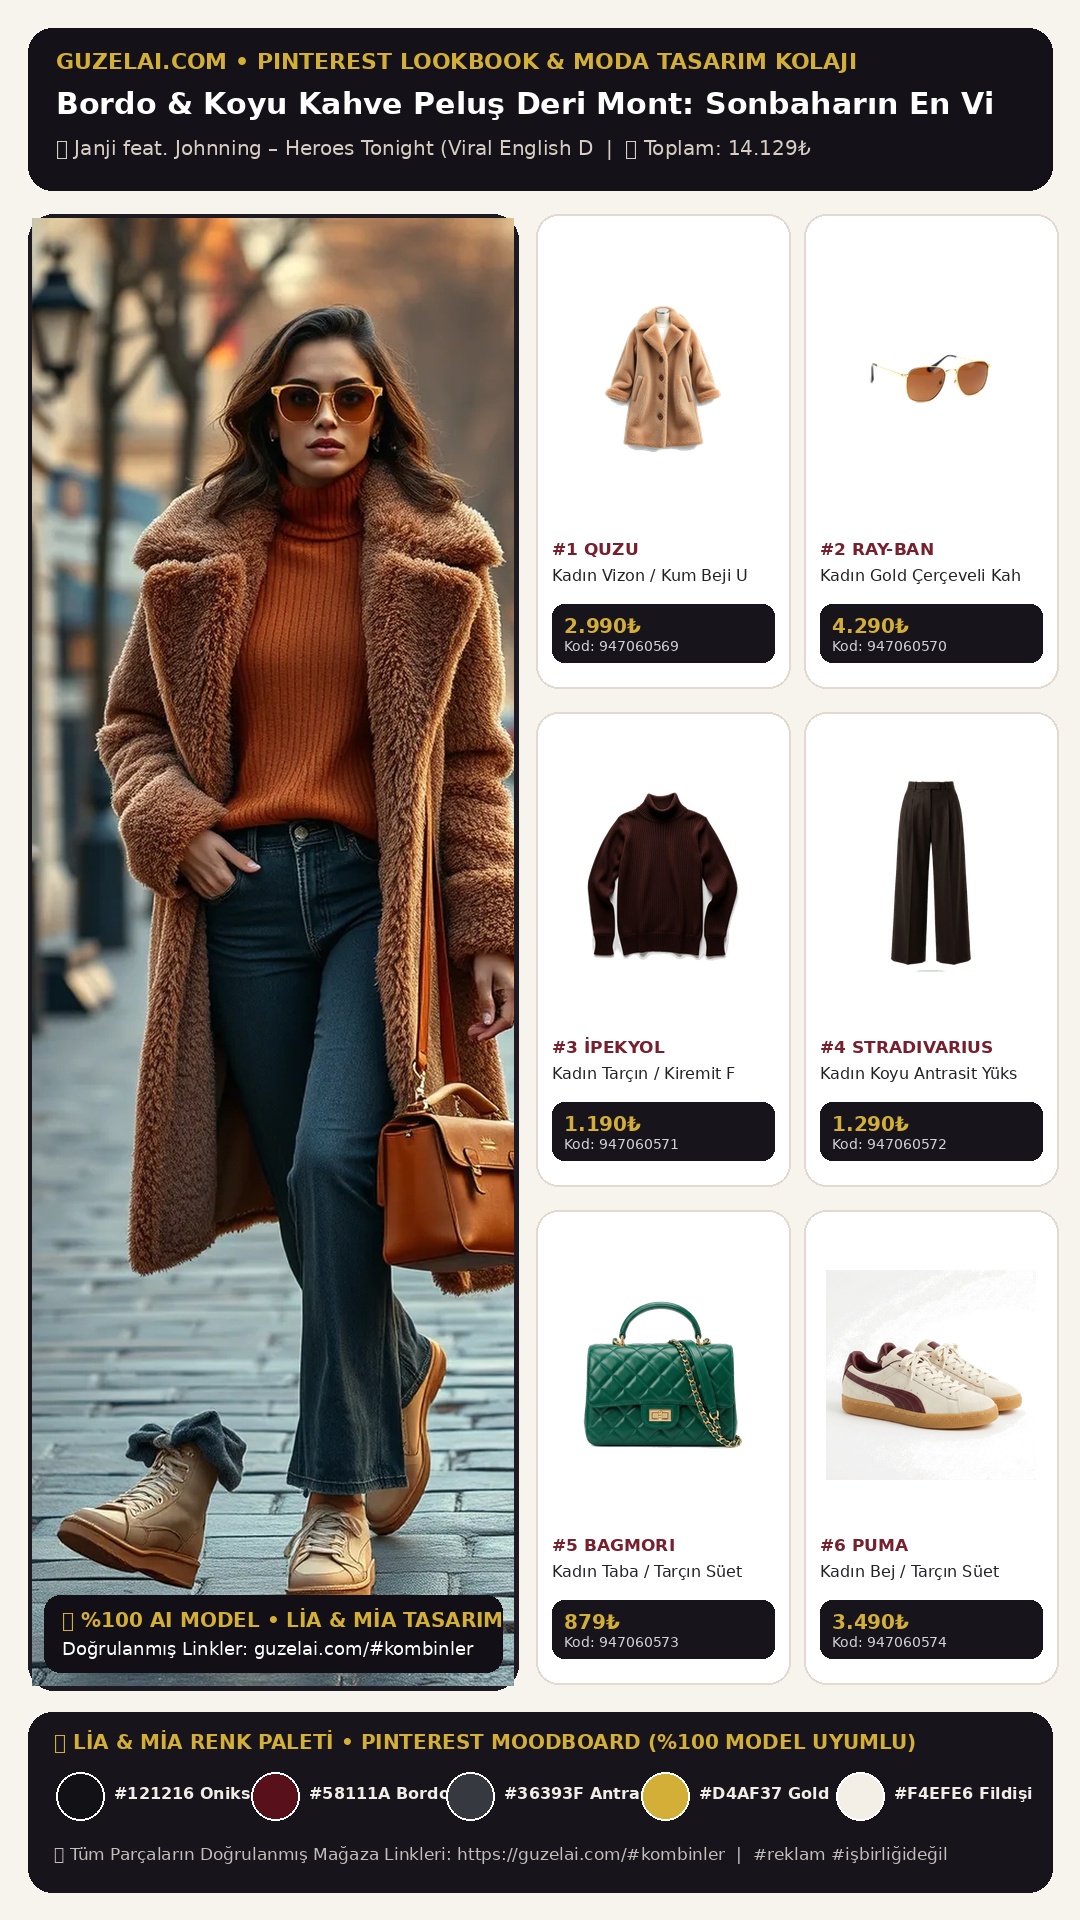 GUZELAI.COM • PINTEREST LOOKBOOK & MODA TASARIM KOLAJI
Bordo & Koyu Kahve Peluş Deri Mont: Sonbaharın En Vi
Janji feat. Johnning – Heroes Tonight (Viral English D | Toplam: 14.129₺
#1 QUZU
Kadın Vizon / Kum Beji U
2.990₺
Kod: 947060569
#2 RAY-BAN
Kadın Gold Çerçeveli Kah
4.290₺
Kod: 947060570
#3 İPEKYOL
Kadın Tarçın / Kiremit F
1.190₺
Kod: 947060571
#4 STRADIVARIUS
Kadın Koyu Antrasit Yüks
1.290₺
Kod: 947060572
#5 BAGMORI
Kadın Taba / Tarçın Süet
879₺
Kod: 947060573
#6 PUMA
Kadın Bej / Tarçın Süet
3.490₺
Kod: 947060574
%100 AI MODEL • LİA & MİA TASARIM
Doğrulanmış Linkler: guzelai.com/#kombinler
LİA & MİA RENK PALETİ • PINTEREST MOODBOARD (%100 MODEL UYUMLU)
#121216 Oniks #58111A Bordo #36393F Antra #D4AF37 Gold #F4EFE6 Fildişi
Tüm Parçaların Doğrulanmış Mağaza Linkleri: https://guzelai.com/#kombinler | #reklam #işbirliğideğil